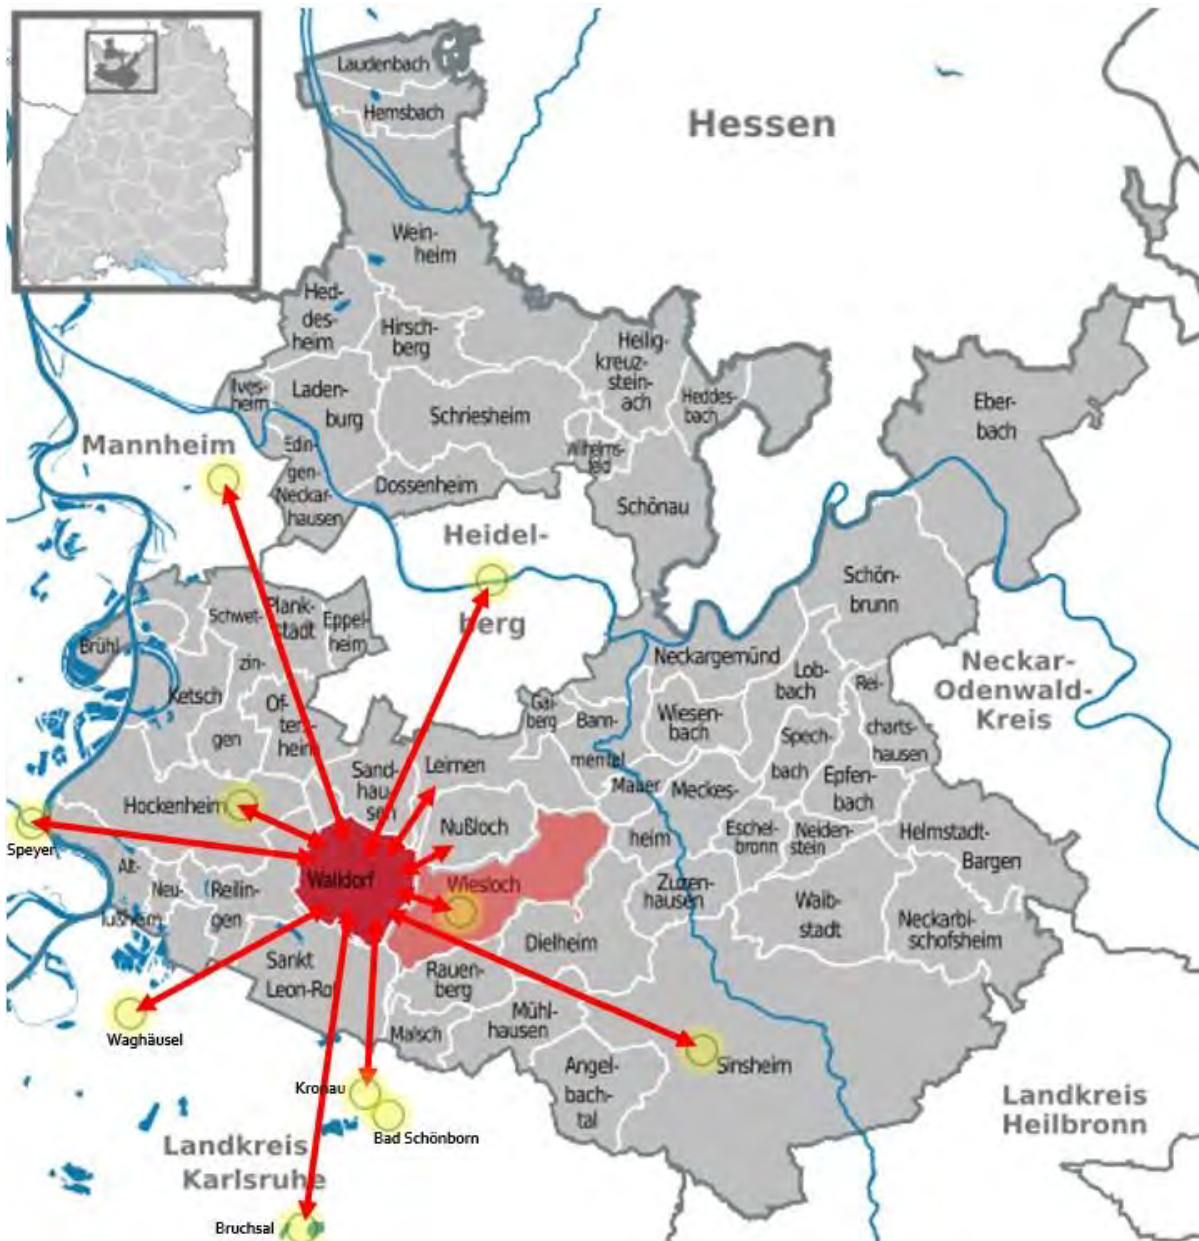 Laudenbach
Hemsbach
Hessen
Wein-
heim
Hed-
des-
heim
Hirsch-
berg
Heilig-
kreuz-
stein-
ach
Heddes-
bach
Eber-
bach
Ilves-
heim
Laden-
burg
Schriesheim
Wilhelms-
feld
Mannheim
Edin-
gen-
Neckar-
hausen
Dossenheim
Schönau
Heidel-
berg
Schön-
brunn
Brühl
Schwet-
zin-
gen
Plank-
stadt
Eppel-
heim
Ketsch
Of-
ters-
heim
Neckargemünd
Lob-
bach
Rei-
chartshausen
Neckar-
Odenwald-
Kreis
Gai-
berg
Bann-
mental
Wiesen-
bach
Spech-
bach
Epfen-
bach
Sand-
hau-
sen
Leimen
Mauer
Meckes-
heim
Hockenheim
Nußloch
Eschel-
bronn
Neiden-
stein
Helmstadt-
Bargen
Speyer
Alt-
lußheim
Neu-
Reilin-
gen
Walldorf
Wiesloch
Zuzen-
hausen
Waib-
stadt
Neckarbi-
schofsheim
Sankt
Leon-Ro
Dielheim
Rauen-
berg
Mühl-
hausen
Malsch
Waghäusel
Angel-
bach-
tal
Sinsheim
Kronau
Bad Schönborn
Landkreis
Karlsruhe
Landkreis
Heilbronn
Bruchsal